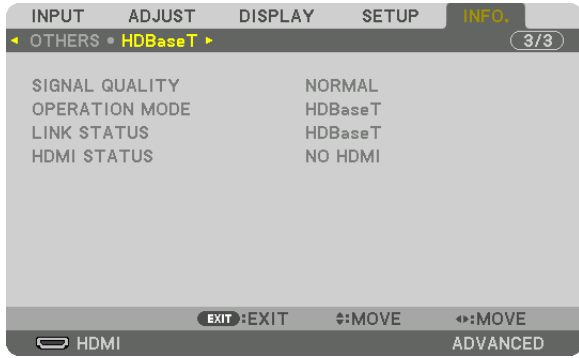 INPUT ADJUST DISPLAY SETUP INFO.
OTHERS • HDBaseT 3/3
SIGNAL QUALITY NORMAL
OPERATION MODE HDBaseT
LINK STATUS HDBaseT
HDMI STATUS NO HDMI
EXIT :EXIT :MOVE :MOVE
HDMI ADVANCED